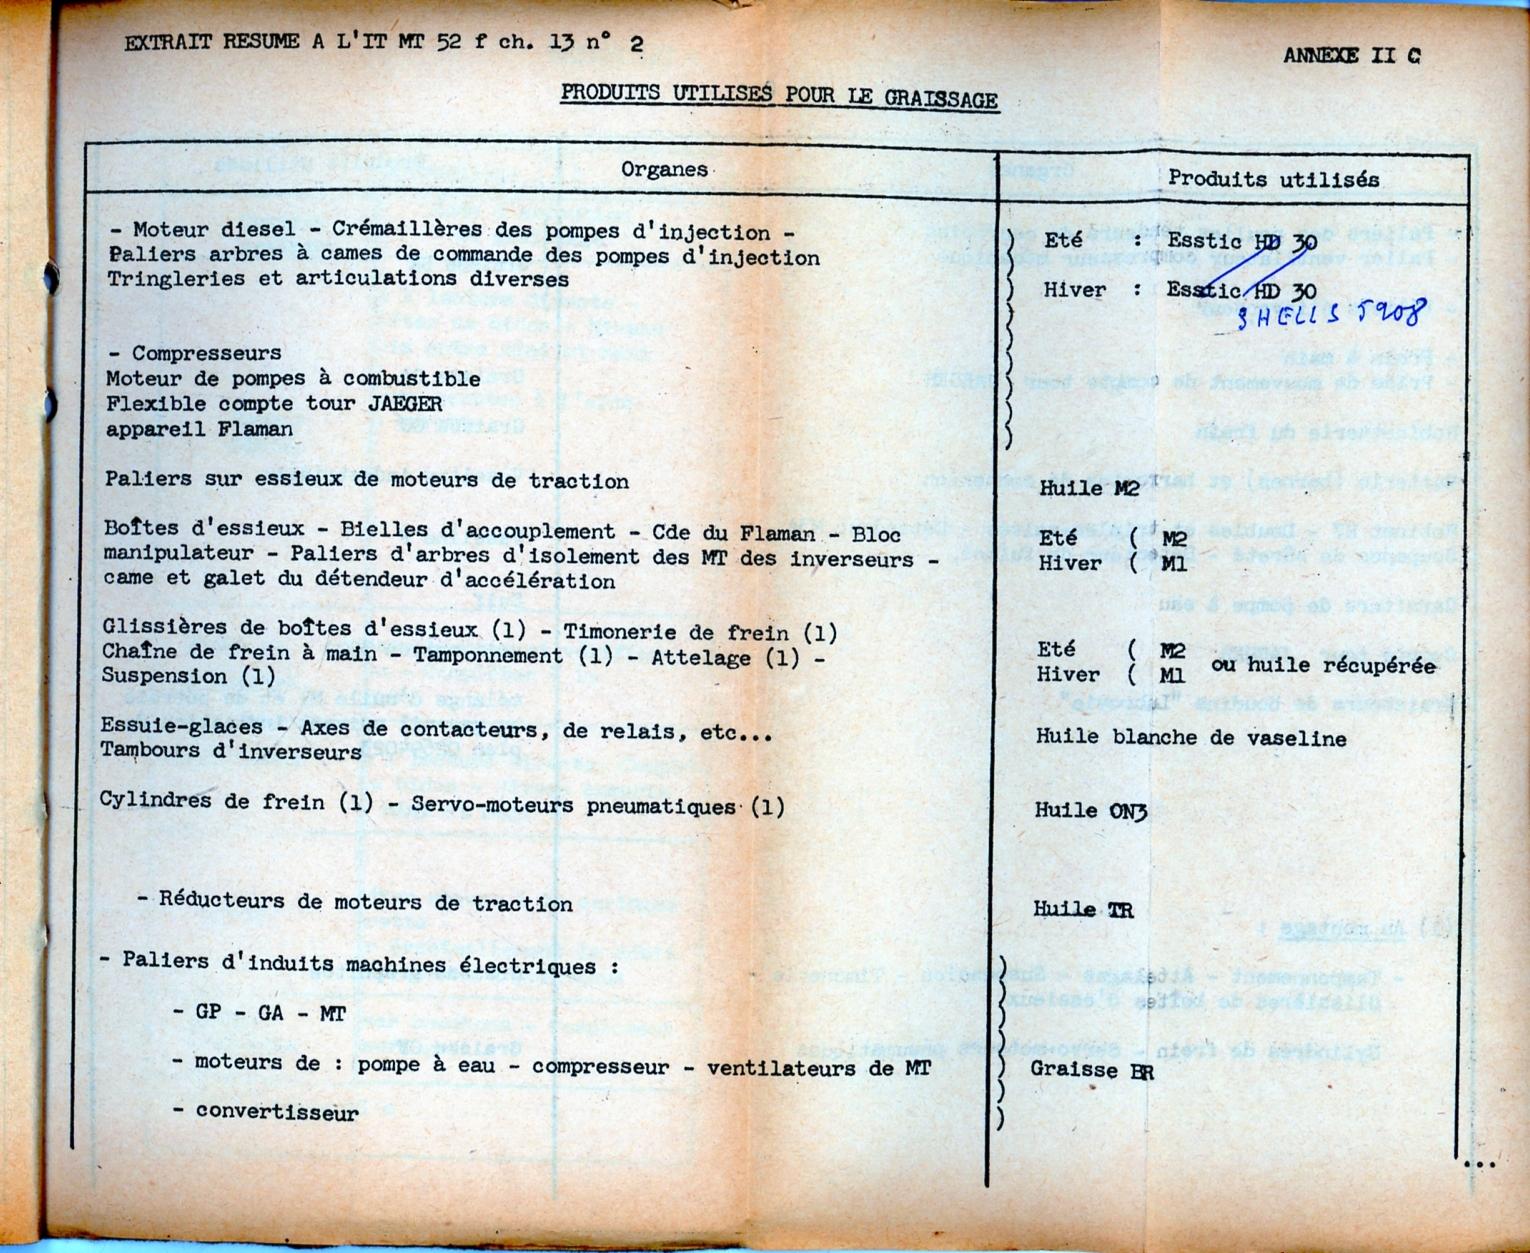 EXTRAIT RESUME A L'IT MT 52 f ch. 13 n° 2
ANNEXE II C
PRODUITS UTILISES POUR LE GRAISSAGE
Organes
Produits utilisés
- Moteur diesel - Crémaillères des pompes d'injection -
Paliers arbres à cames de commande des pompes d'injection
Tringleries et articulations diverses
Eté : Esstic HD 30
Hiver : Esstic HD 30
SHELL S 5908
- Compresseurs
Moteur de pompes à combustible
Flexible compte tour JAEGER
appareil Flaman
Paliers sur essieux de moteurs de traction
Huile M2
Boîtes d'essieux - Bielles d'accouplement - Cde du Flaman - Bloc
manipulateur - Paliers d'arbres d'isolement des MT des inverseurs -
came et galet du détendeur d'accélération
Eté ( M2
Hiver ( M1
Glissières de boîtes d'essieux (1) - Timonerie de frein (1)
Chaîne de frein à main - Tamponnement (1) - Attelage (1) -
Suspension (1)
Eté ( M2
Hiver ( M1
ou huile récupérée
Essuie-glaces - Axes de contacteurs, de relais, etc...
Tambours d'inverseurs
Huile blanche de vaseline
Cylindres de frein (1) - Servo-moteurs pneumatiques (1)
Huile ON3
- Réducteurs de moteurs de traction
Huile TR
- Paliers d'induits machines électriques :
- GP - GA - MT
- moteurs de : pompe à eau - compresseur - ventilateurs de MT
Graisse BR
- convertisseur
...